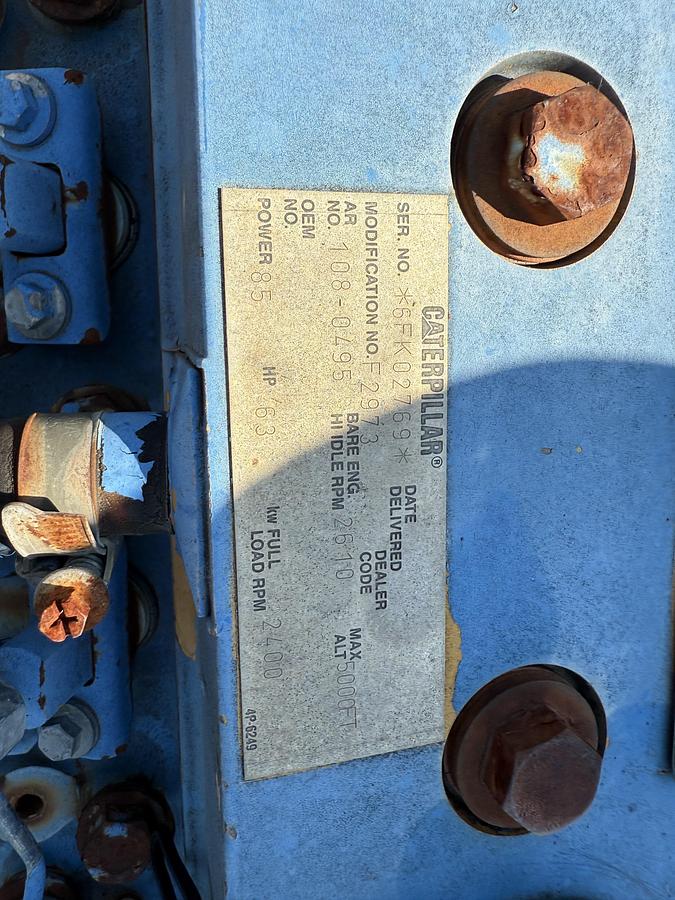 CATERPILLAR®
SER. NO. *6FK02769* DATE DELIVERED
MODIFICATION NO. F2973 DEALER CODE
AR NO. 108-0495 BARE ENG. HI IDLE RPM 2610 MAX ALT 5000FT
OEM NO.
POWER 85 HP 63 kw FULL LOAD RPM 2400
4P-6249